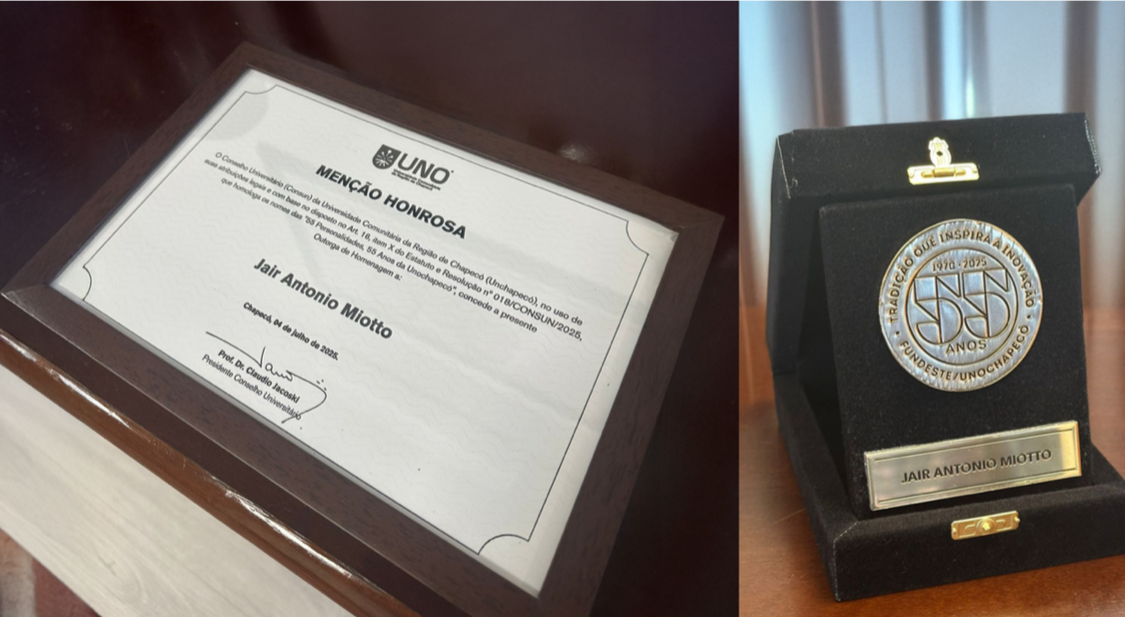 UNO
MENÇÃO HONROSA
O Conselho Universitário (Consun) da Universidade Comunitária da Região de Chapecó (Unochapecó), no uso de
suas atribuições legais e com base no disposto no Art. 16, item X do Estatuto e Resolução nº 018/CONSUN/2025,
que homologa os nomes das "55 Personalidades, 55 Anos da Unochapecó", concede a presente
Outorga de Homenagem a:
Jair Antonio Miotto
Chapecó, 04 de julho de 2025.
Prof. Dr. Claudio Jacoski
Presidente Conselho Universitário
TRADIÇÃO QUE INSPIRA A INOVAÇÃO
1970 - 2025
55
ANOS
FUNDESTE/UNOCHAPECÓ
JAIR ANTONIO MIOTTO